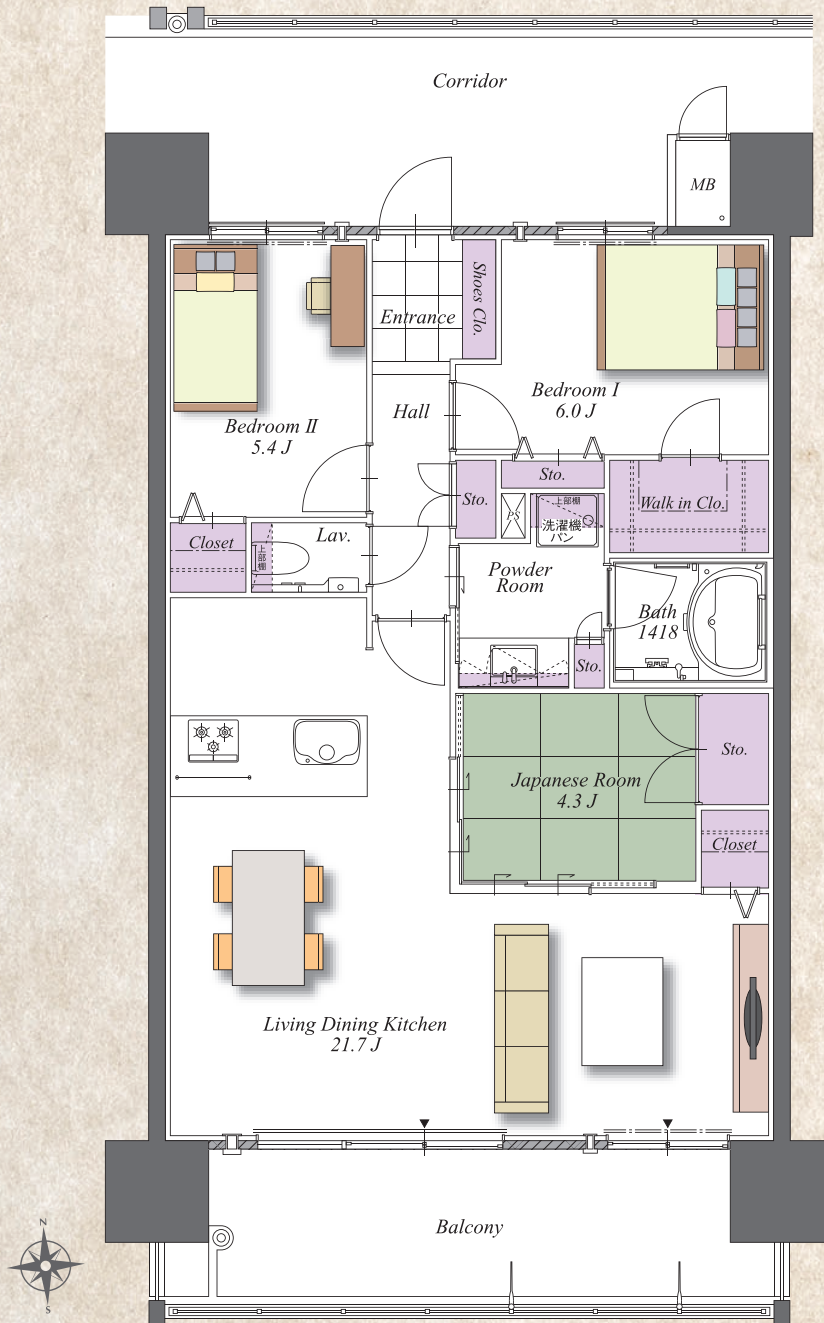 Corridor
MB
Shoes Clo.
Entrance
Bedroom I
6.0 J
Hall
Bedroom II
5.4 J
Sto.
Sto.
Walk in Clo.
PS
上部棚
洗濯機
パン
Closet
Lav.
上部棚
Powder
Room
Bath
1418
Sto.
Japanese Room
4.3 J
Sto.
Closet
Living Dining Kitchen
21.7 J
Balcony
N
S